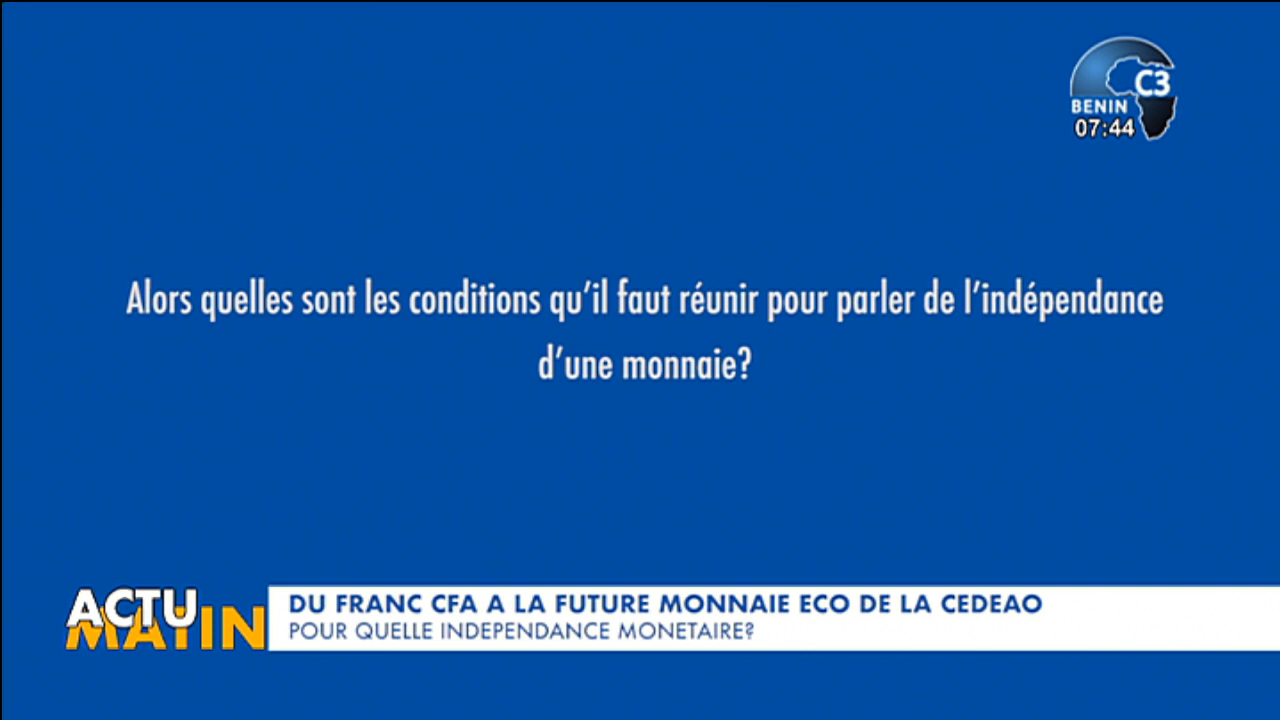 C3
BENIN
07:44
Alors quelles sont les conditions qu’il faut réunir pour parler de l’indépendance
d’une monnaie?
ACTU
MATIN
DU FRANC CFA A LA FUTURE MONNAIE ECO DE LA CEDEAO
POUR QUELLE INDEPENDANCE MONETAIRE?